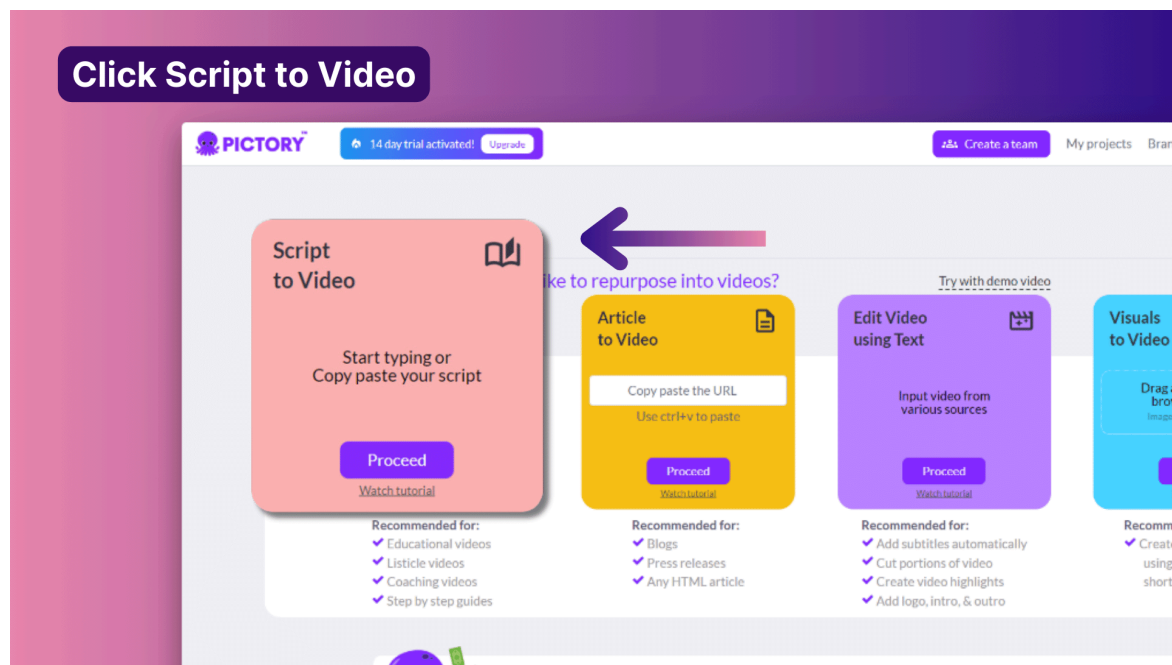 Click Script to Video
PICTORY™
14 day trial activated!
Upgrade
Create a team
My projects
Script
to Video
ike to repurpose into videos?
Try with demo video
Start typing or
Copy paste your script
Proceed
Watch tutorial
Article
to Video
Copy paste the URL
Use ctrl+v to paste
Proceed
Watch tutorial
Edit Video
using Text
Input video from
various sources
Proceed
Watch tutorial
Visuals
to Video
Drag
Recommended for:
Educational videos
Listicle videos
Coaching videos
Step by step guides
Recommended for:
Blogs
Press releases
Any HTML article
Recommended for:
Add subtitles automatically
Cut portions of video
Create video highlights
Add logo, intro, & outro
using
short